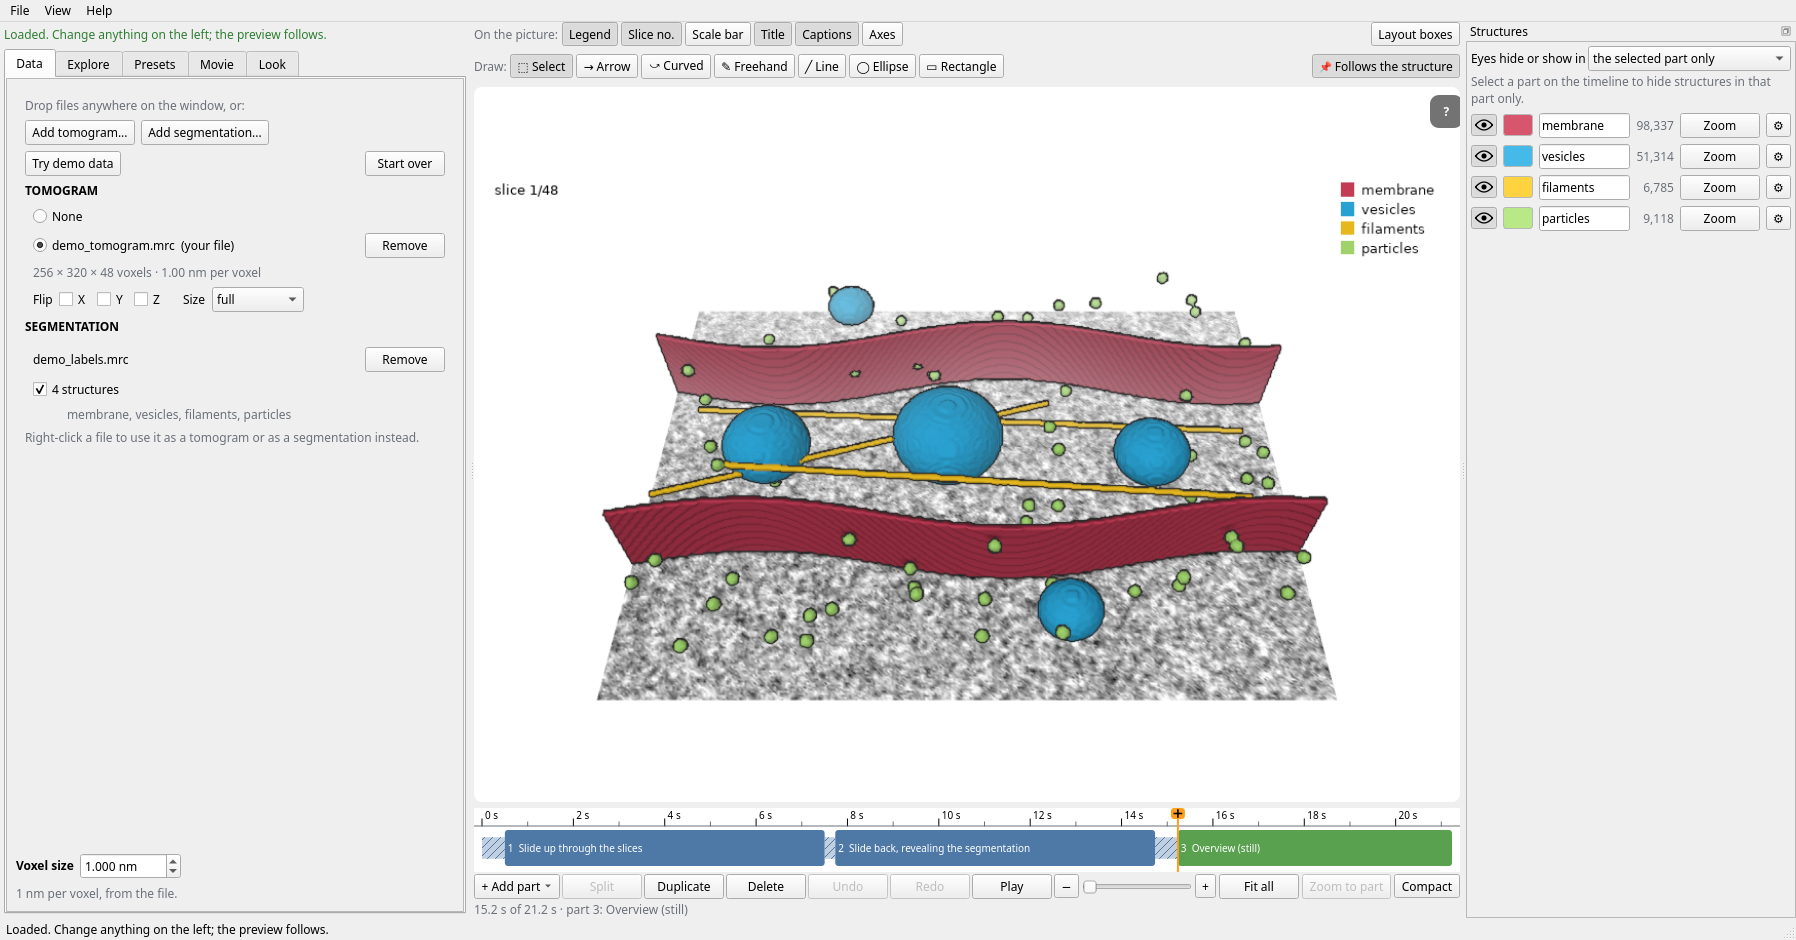 File View Help
Loaded. Change anything on the left; the preview follows.
Data Explore Presets Movie Look
Drop files anywhere on the window, or:
Add tomogram... Add segmentation...
Try demo data Start over
TOMOGRAM
None
demo_tomogram.mrc (your file) Remove
256 × 320 × 48 voxels · 1.00 nm per voxel
Flip X Y Z Size full
SEGMENTATION
demo_labels.mrc Remove
4 structures
membrane, vesicles, filaments, particles
Right-click a file to use it as a tomogram or as a segmentation instead.
Voxel size 1.000 nm
1 nm per voxel, from the file.
On the picture: Legend Slice no. Scale bar Title Captions Axes Layout boxes
Draw: Select Arrow Curved Freehand Line Ellipse Rectangle Follows the structure
?
slice 1/48
membrane
vesicles
filaments
particles
0 s 2 s 4 s 6 s 8 s 10 s 12 s 14 s 16 s 18 s 20 s
1 Slide up through the slices 2 Slide back, revealing the segmentation 3 Overview (still)
+ Add part Split Duplicate Delete Undo Redo Play – + Fit all Zoom to part Compact
15.2 s of 21.2 s · part 3: Overview (still)
Structures
Eyes hide or show in the selected part only
Select a part on the timeline to hide structures in that
part only.
membrane 98,337 Zoom
vesicles 51,314 Zoom
filaments 6,785 Zoom
particles 9,118 Zoom
Loaded. Change anything on the left; the preview follows.